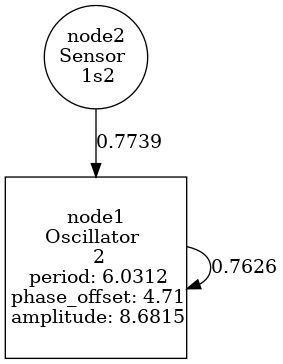 node2
Sensor
1s2
0.7739
node1
Oscillator
2
period: 6.0312
phase_offset: 4.71
amplitude: 8.6815
0.7626